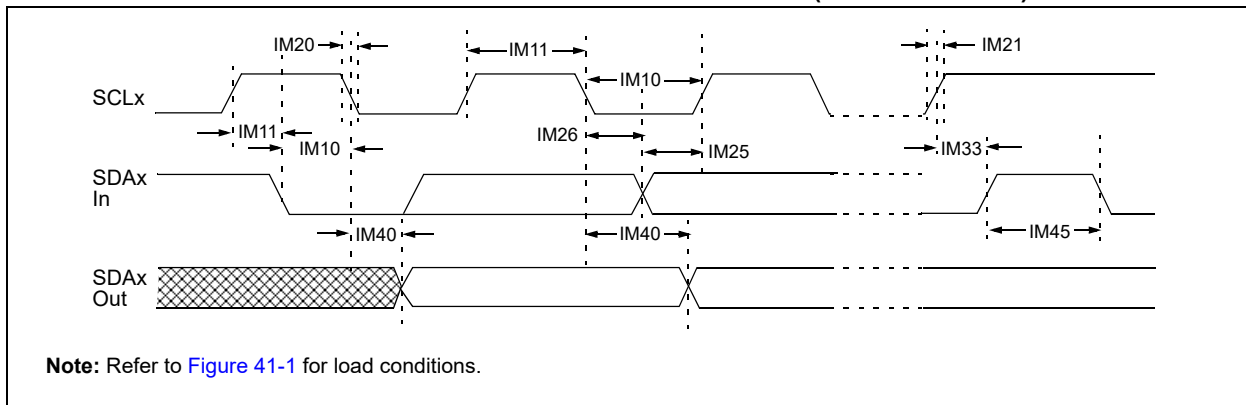 IM20
IM11
IM21
IM10
SCLx
IM11
IM10
IM26
IM25
IM33
SDAx
In
IM40
IM40
IM45
SDAx
Out
Note: Refer to Figure 41-1 for load conditions.